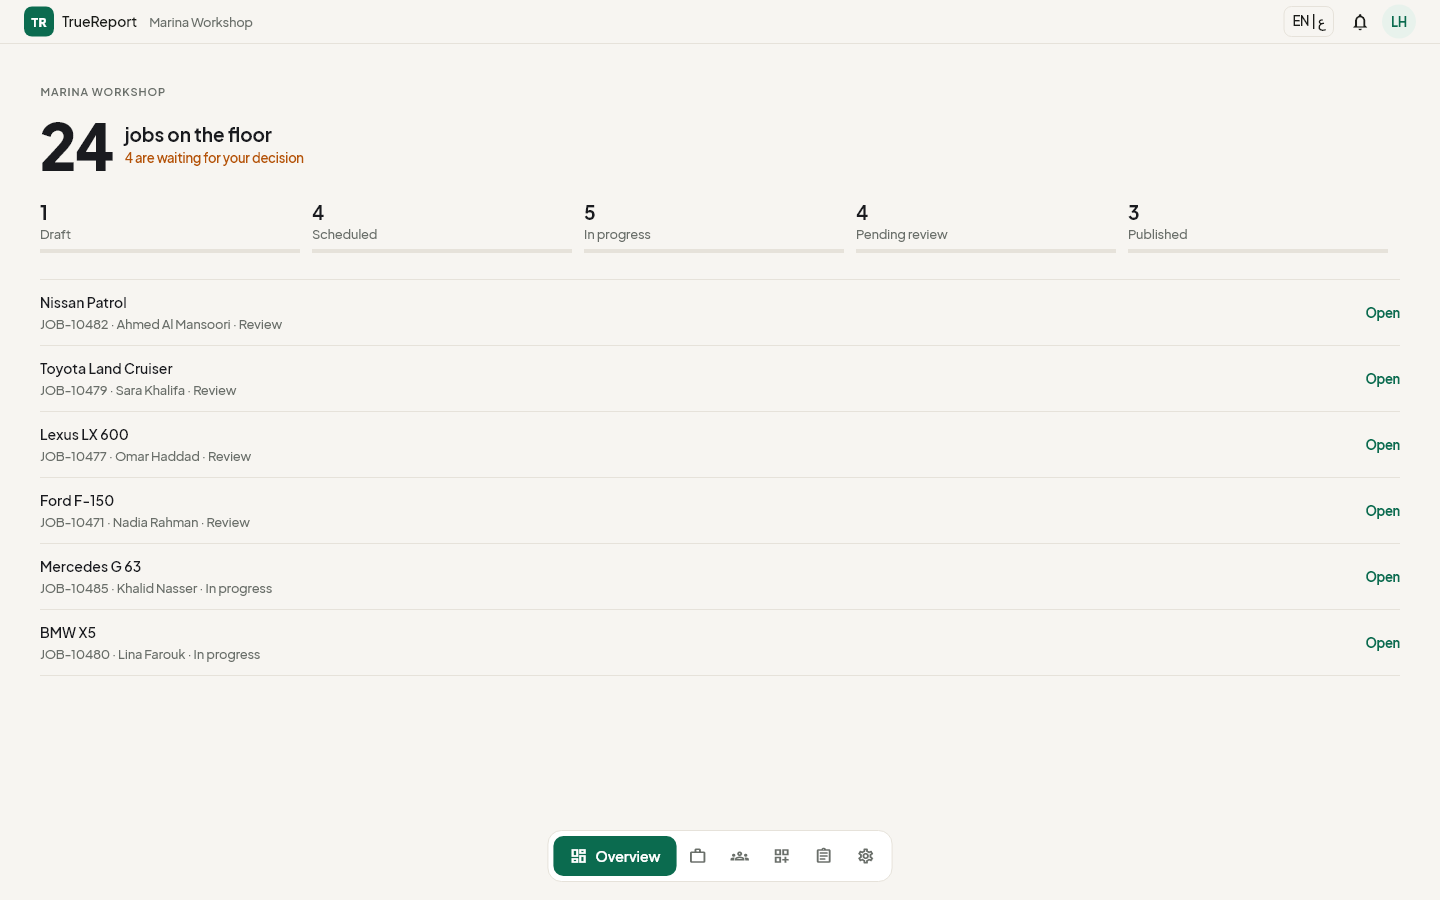 TR TrueReport Marina Workshop EN | ع LH
MARINA WORKSHOP
24 jobs on the floor
4 are waiting for your decision
1
Draft
4
Scheduled
5
In progress
4
Pending review
3
Published
Nissan Patrol
JOB-10482 · Ahmed Al Mansoori · Review
Open
Toyota Land Cruiser
JOB-10479 · Sara Khalifa · Review
Open
Lexus LX 600
JOB-10477 · Omar Haddad · Review
Open
Ford F-150
JOB-10471 · Nadia Rahman · Review
Open
Mercedes G 63
JOB-10485 · Khalid Nasser · In progress
Open
BMW X5
JOB-10480 · Lina Farouk · In progress
Open
Overview